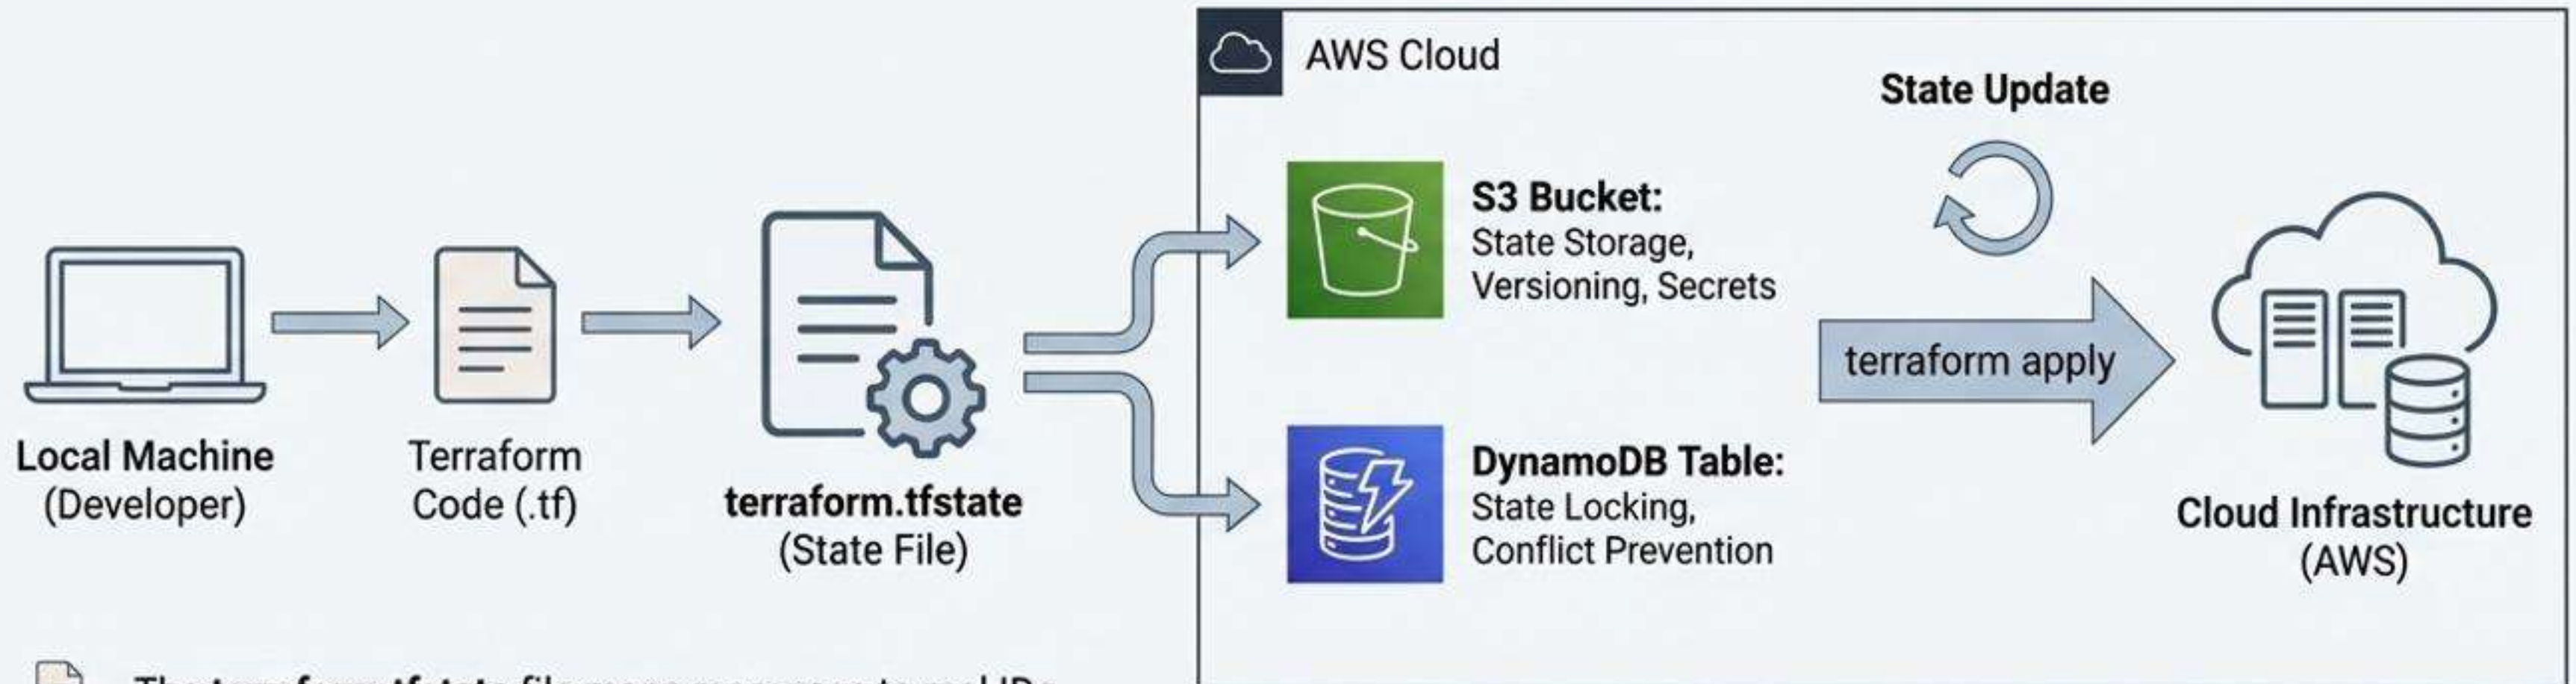 AWS Cloud
State Update
S3 Bucket:
State Storage,
Versioning, Secrets
terraform apply
Local Machine
(Developer)
Terraform
Code (.tf)
terraform.tfstate
(State File)
DynamoDB Table:
State Locking,
Conflict Prevention
Cloud Infrastructure
(AWS)